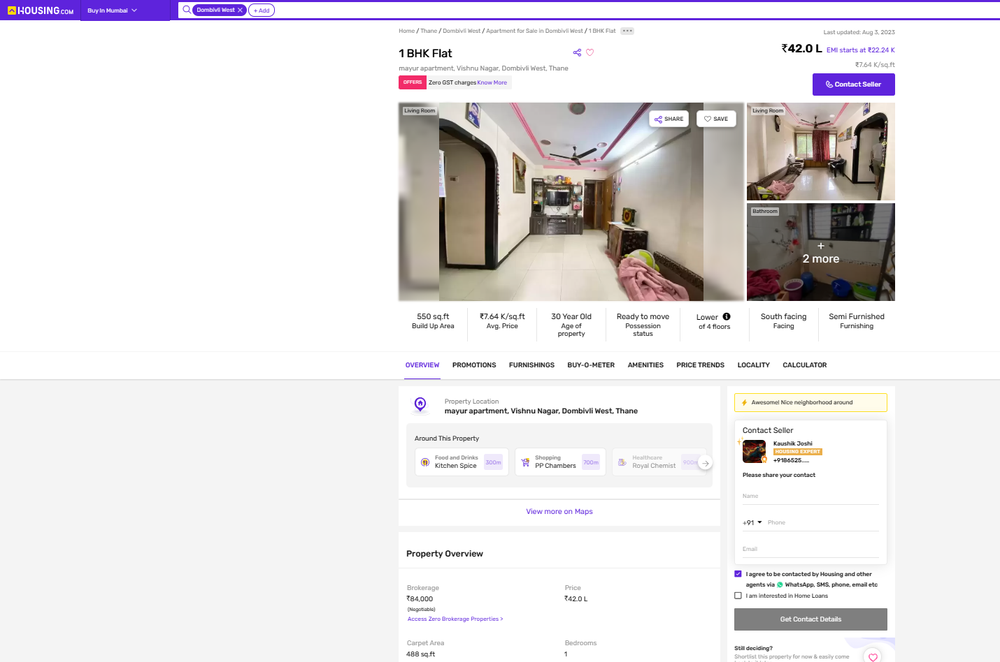 HOUSING.COM
Buy In Mumbai
Dombivli West
+ Add
Home / Thane / Dombivli West / Apartment for Sale in Dombivli West / 1 BHK Flat
Last updated: Aug 3, 2023
1 BHK Flat
₹42.0 L EMI starts at ₹22.24 K
mayur apartment, Vishnu Nagar, Dombivli West, Thane
₹7.64 K/sq.ft
OFFERS Zero GST charges Know More
Contact Seller
Living Room
SHARE
SAVE
Living Room
Bathroom
+
2 more
550 sq.ft
Build Up Area
₹7.64 K/sq.ft
Avg. Price
30 Year Old
Age of
property
Ready to move
Possession
status
Lower
of 4 floors
South facing
Facing
Semi Furnished
Furnishing
OVERVIEW PROMOTIONS FURNISHINGS BUY-O-METER AMENITIES PRICE TRENDS LOCALITY CALCULATOR
Property Location
mayur apartment, Vishnu Nagar, Dombivli West, Thane
Around This Property
Food and Drinks
Kitchen Spice
300m
Shopping
PP Chambers
700m
Healthcare
Royal Chemist
900m
View more on Maps
Property Overview
Brokerage
₹84,000
(Negotiable)
Access Zero Brokerage Properties >
Price
₹42.0 L
Carpet Area
488 sq.ft
Bedrooms
1
Awesome! Nice neighborhood around
Contact Seller
Kaushik Joshi
HOUSING EXPERT
+9186525.....
Please share your contact
Name
+91 Phone
Email
I agree to be contacted by Housing and other
agents via WhatsApp, SMS, phone, email etc
I am interested in Home Loans
Get Contact Details
Still deciding?
Shortlist this property for now & easily come